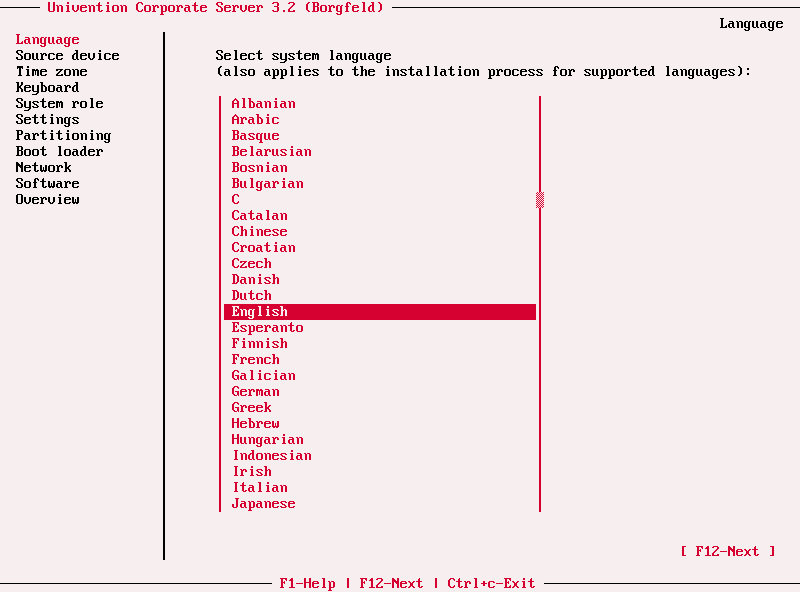 Univention Corporate Server 3.2 (Borgfeld)
Language
Language
Source device
Time zone
Keyboard
System role
Settings
Partitioning
Boot loader
Network
Software
Overview
Select system language
(also applies to the installation process for supported languages):
Albanian
Arabic
Basque
Belarusian
Bosnian
Bulgarian
C
Catalan
Chinese
Croatian
Czech
Danish
Dutch
English
Esperanto
Finnish
French
Galician
German
Greek
Hebrew
Hungarian
Indonesian
Irish
Italian
Japanese
[ F12-Next ]
F1-Help | F12-Next | Ctrl+c-Exit